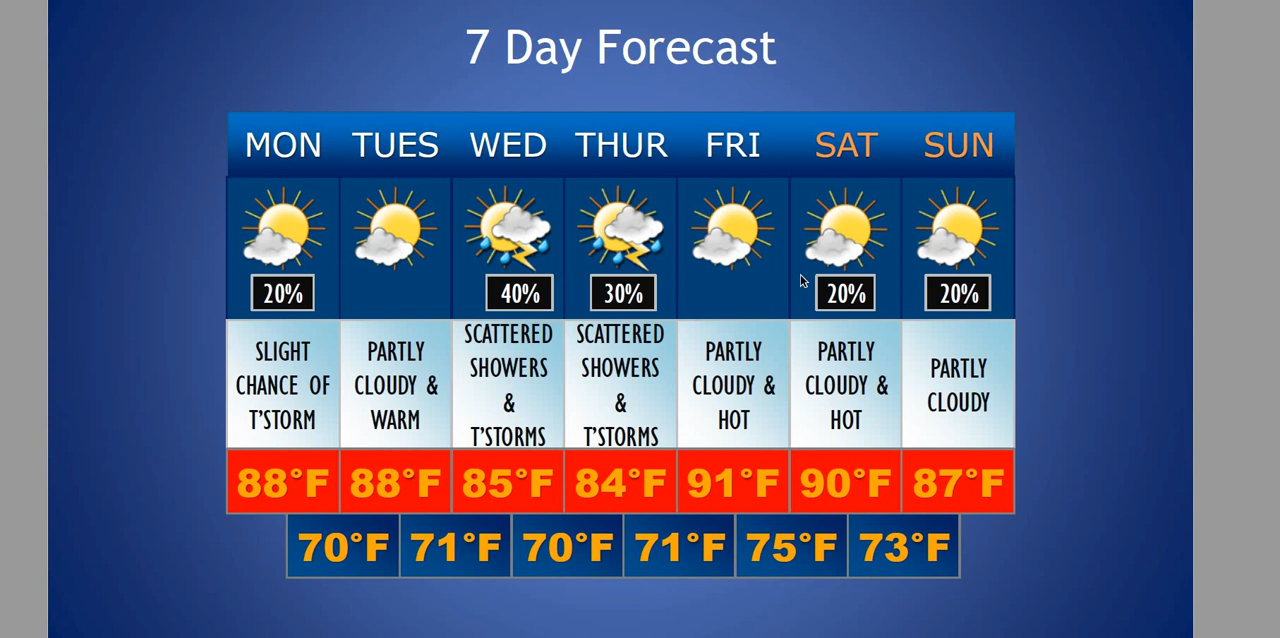 7 Day Forecast
MON TUES WED THUR FRI SAT SUN
20% 40% 30% 20% 20%
SLIGHT
CHANCE OF
T'STORM
PARTLY
CLOUDY &
WARM
SCATTERED
SHOWERS
&
T'STORMS
SCATTERED
SHOWERS
&
T'STORMS
PARTLY
CLOUDY &
HOT
PARTLY
CLOUDY &
HOT
PARTLY
CLOUDY
88°F 88°F 85°F 84°F 91°F 90°F 87°F
70°F 71°F 70°F 71°F 75°F 73°F